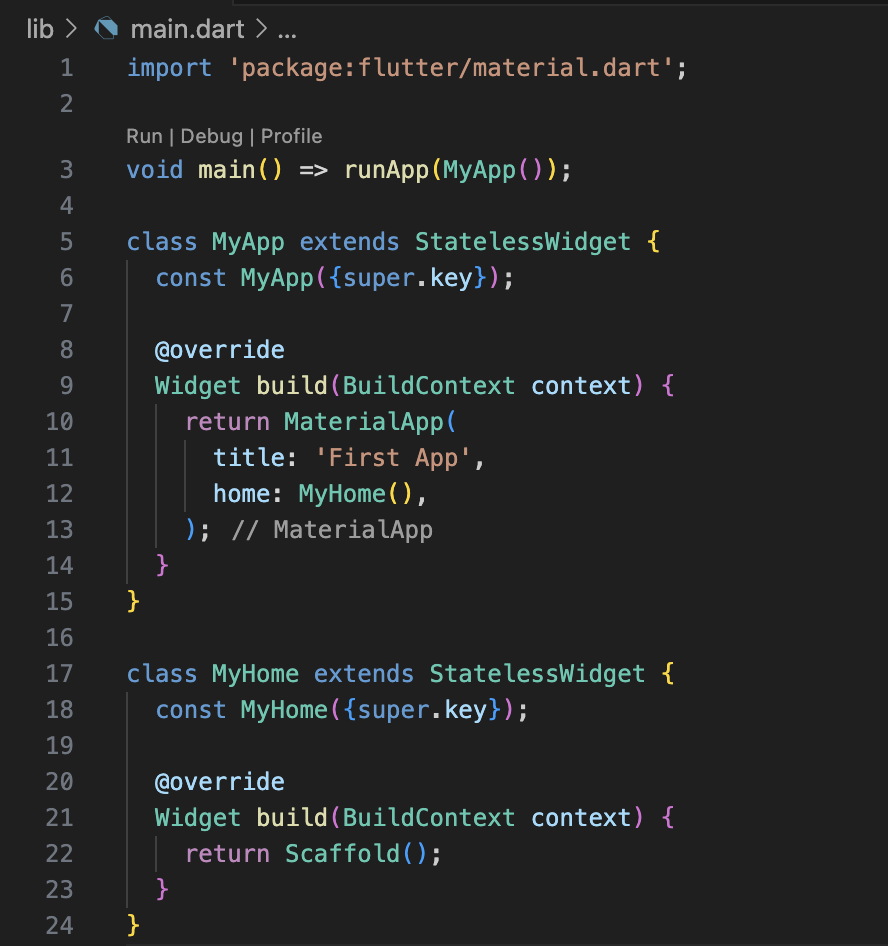 lib > main.dart > ...
1 import 'package:flutter/material.dart';
2
Run | Debug | Profile
3 void main() => runApp(MyApp());
4
5 class MyApp extends StatelessWidget {
6   const MyApp({super.key});
7
8   @override
9   Widget build(BuildContext context) {
10     return MaterialApp(
11       title: 'First App',
12       home: MyHome(),
13     ); // MaterialApp
14   }
15 }
16
17 class MyHome extends StatelessWidget {
18   const MyHome({super.key});
19
20   @override
21   Widget build(BuildContext context) {
22     return Scaffold();
23   }
24 }